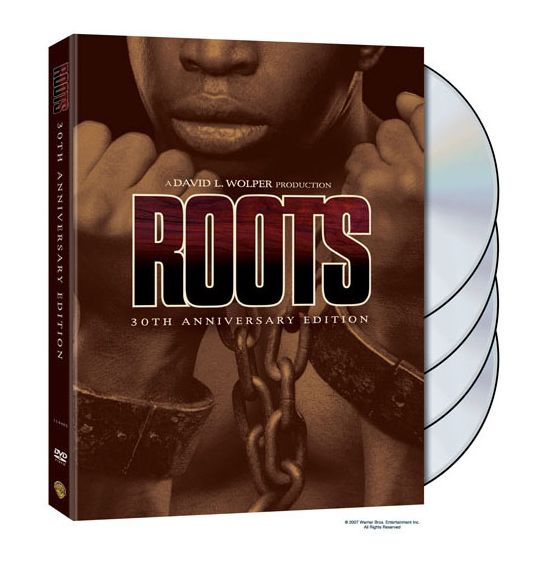 ROOTS
30TH ANNIVERSARY EDITION
DVD
A DAVID L. WOLPER PRODUCTION
ROOTS
30TH ANNIVERSARY EDITION
© 2007 Warner Bros. Entertainment Inc.
All Rights Reserved